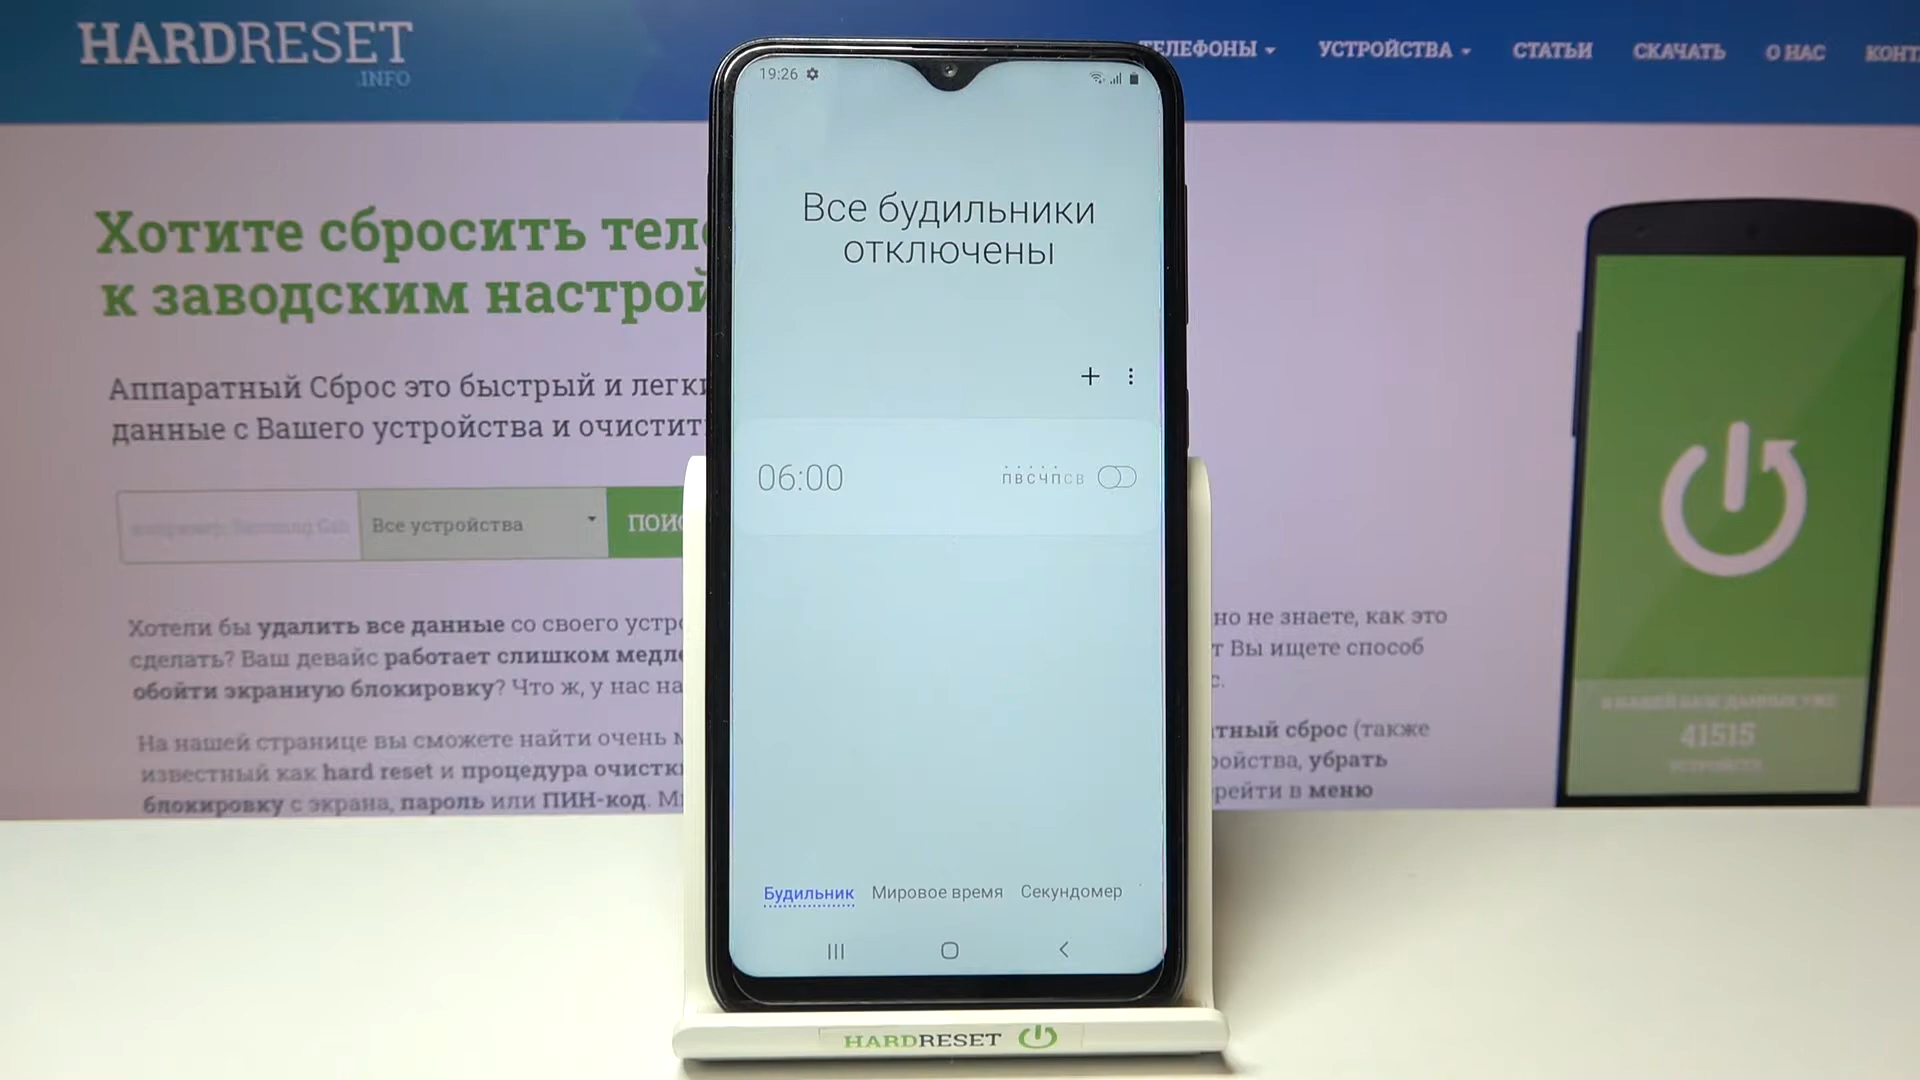 HARDRESET
.INFO
ТЕЛЕФОНЫ
УСТРОЙСТВА
СТАТЬИ
СКАЧАТЬ
О НАС
КОНТ
Хотите сбросить тел
к заводским настрой
Аппаратный Сброс это быстрый и легк
данные с Вашего устройства и очистит
Все устройства
ПОИС
Хотели бы удалить все данные со своего устр
сделать? Ваш девайс работает слишком медл
обойти экранную блокировку? Что ж, у нас на
На нашей странице вы сможете найти очень
известный как hard reset и процедура очистк
блокировку с экрана, пароль или ПИН-код.
19:26
Все будильники
отключены
06:00
ПВСЧПСВ
Будильник
Мировое время
Секундомер
но не знаете, как это
т Вы ищете способ
с.
тный сброс (также
ройства, убрать
рейти в меню
41515
HARDRESET